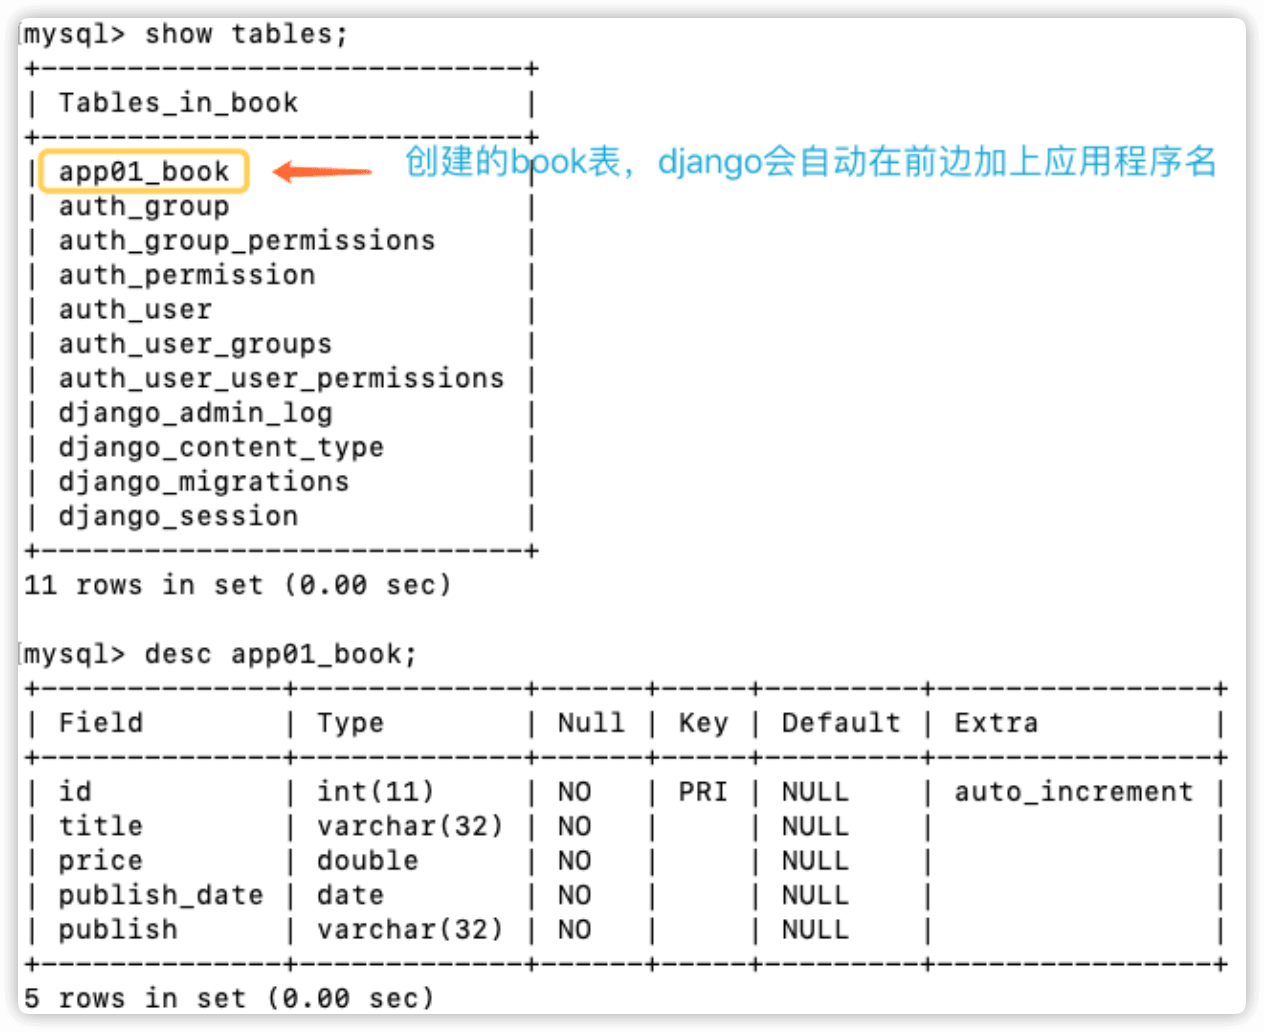 mysql> show tables;
+----------------------------+
| Tables_in_book             |
+----------------------------+
| app01_book                 | 创建的book表，django会自动在前边加上应用程序名
| auth_group                 |
| auth_group_permissions     |
| auth_permission            |
| auth_user                  |
| auth_user_groups           |
| auth_user_user_permissions |
| django_admin_log           |
| django_content_type        |
| django_migrations          |
| django_session             |
+----------------------------+
11 rows in set (0.00 sec)
mysql> desc app01_book;
+--------------+-------------+------+-----+---------+----------------+
| Field        | Type        | Null | Key | Default | Extra          |
+--------------+-------------+------+-----+---------+----------------+
| id           | int(11)     | NO   | PRI | NULL    | auto_increment |
| title        | varchar(32) | NO   |     | NULL    |                |
| price        | double      | NO   |     | NULL    |                |
| publish_date | date        | NO   |     | NULL    |                |
| publish      | varchar(32) | NO   |     | NULL    |                |
+--------------+-------------+------+-----+---------+----------------+
5 rows in set (0.00 sec)